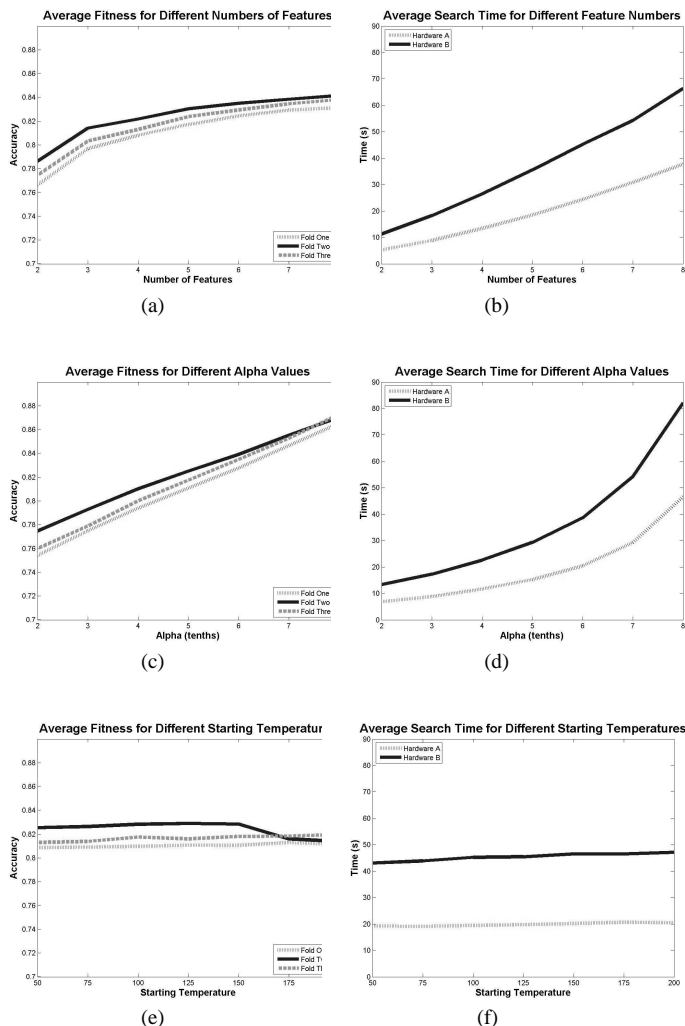 Average Fitness for Different Numbers of Features
0.88
0.86
0.84
0.82
0.8
0.78
0.76
0.74
0.72
0.7
Accuracy
2 3 4 5 6 7
Number of Features
Fold One
Fold Two
Fold Thre
(a)
Average Search Time for Different Feature Numbers
Hardware A
Hardware B
90
80
70
60
50
40
30
20
10
0
Time (s)
2 3 4 5 6 7 8
Number of Features
(b)
Average Fitness for Different Alpha Values
0.88
0.86
0.84
0.82
0.8
0.78
0.76
0.74
0.72
0.7
Accuracy
2 3 4 5 6 7
Alpha (tenths)
Fold One
Fold Two
Fold Thre
(c)
Average Search Time for Different Alpha Values
Hardware A
Hardware B
90
80
70
60
50
40
30
20
10
0
Time (s)
2 3 4 5 6 7 8
Alpha (tenths)
(d)
Average Fitness for Different Starting Temperatur
0.88
0.86
0.84
0.82
0.8
0.78
0.76
0.74
0.72
0.7
Accuracy
50 75 100 125 150 175
Starting Temperature
Fold O
Fold T
Fold Th
(e)
Average Search Time for Different Starting Temperatures
Hardware A
Hardware B
90
80
70
60
50
40
30
20
10
0
Time (s)
50 75 100 125 150 175 200
Starting Temperature
(f)